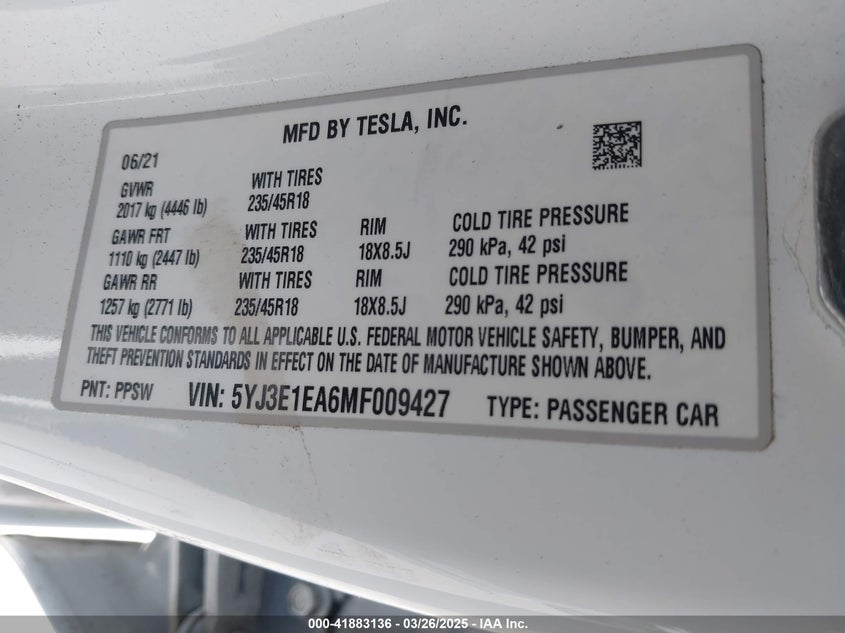 MFD BY TESLA, INC.
06/21
GVWR WITH TIRES
2017 kg (4446 lb) 235/45R18
GAWR FRT WITH TIRES RIM COLD TIRE PRESSURE
1110 kg (2447 lb) 235/45R18 18X8.5J 290 kPa, 42 psi
GAWR RR WITH TIRES RIM COLD TIRE PRESSURE
1257 kg (2771 lb) 235/45R18 18X8.5J 290 kPa, 42 psi
THIS VEHICLE CONFORMS TO ALL APPLICABLE U.S. FEDERAL MOTOR VEHICLE SAFETY, BUMPER, AND
THEFT PREVENTION STANDARDS IN EFFECT ON THE DATE OF MANUFACTURE SHOWN ABOVE.
PNT: PPSW VIN: 5YJ3E1EA6MF009427 TYPE: PASSENGER CAR
000-41883136 - 03/26/2025 - IAA Inc.